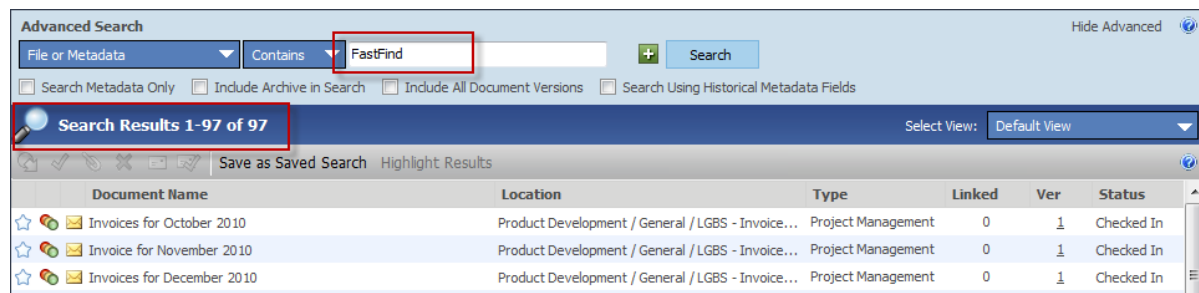 Advanced Search Hide Advanced
File or Metadata Contains FastFind Search
Search Metadata Only Include Archive in Search Include All Document Versions Search Using Historical Metadata Fields
Search Results 1-97 of 97 Select View: Default View
Save as Saved Search Highlight Results
Document Name Location Type Linked Ver Status
Invoices for October 2010 Product Development / General / LGBS - Invoice... Project Management 0 1 Checked In
Invoice for November 2010 Product Development / General / LGBS - Invoice... Project Management 0 1 Checked In
Invoices for December 2010 Product Development / General / LGBS - Invoice... Project Management 0 1 Checked In